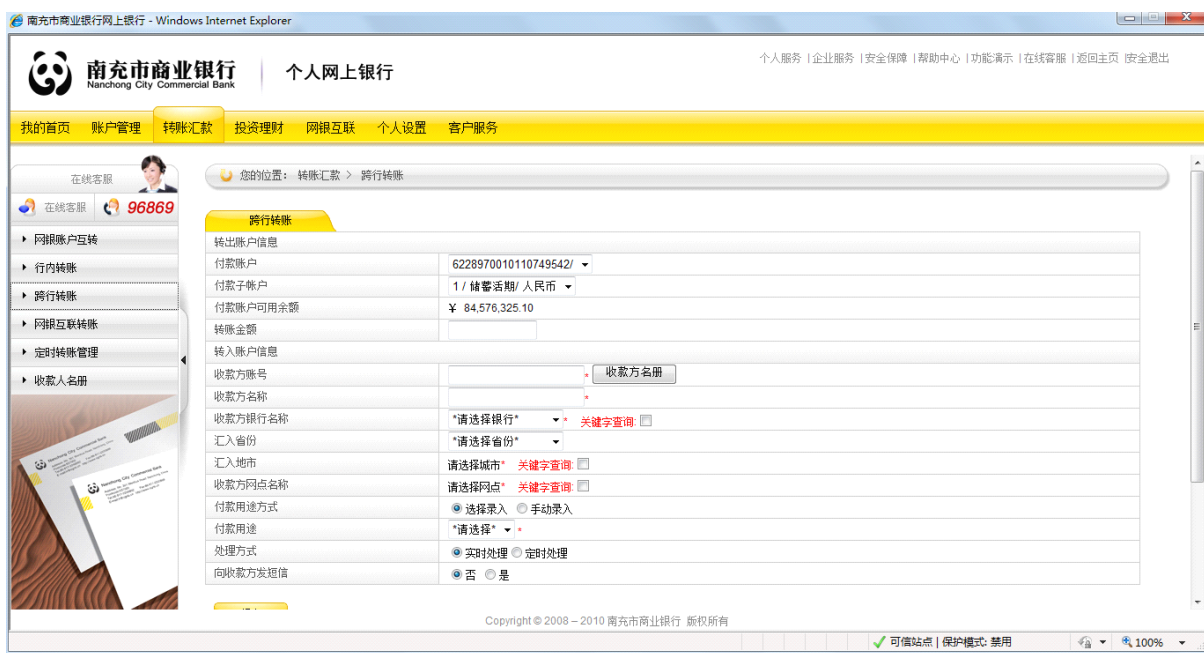 南充市商业银行网上银行 - Windows Internet Explorer
南充市商业银行
Nanchong City Commercial Bank
个人网上银行
个人服务 | 企业服务 | 安全保障 | 帮助中心 | 功能演示 | 在线客服 | 返回主页 | 安全退出
我的首页 账户管理 转账汇款 投资理财 网银互联 个人设置 客户服务
在线客服
在线客服 96869
网银账户互转
行内转账
跨行转账
网银互联转账
定时转账管理
收款人名册
您的位置： 转账汇款 > 跨行转账
跨行转账
转出账户信息
付款账户 6228970010110749542/
付款子帐户 1 / 储蓄活期/ 人民币
付款账户可用余额 ¥ 84,576,325.10
转账金额
转入账户信息
收款方账号 * 收款方名册
收款方名称 *
收款方银行名称 *请选择银行* * 关键字查询:
汇入省份 *请选择省份*
汇入地市 请选择城市* 关键字查询:
收款方网点名称 请选择网点* 关键字查询:
付款用途方式 选择录入 手动录入
付款用途 *请选择* *
处理方式 实时处理 定时处理
向收款方发短信 否 是
Copyright © 2008 – 2010 南充市商业银行 版权所有
可信站点 | 保护模式: 禁用 100%